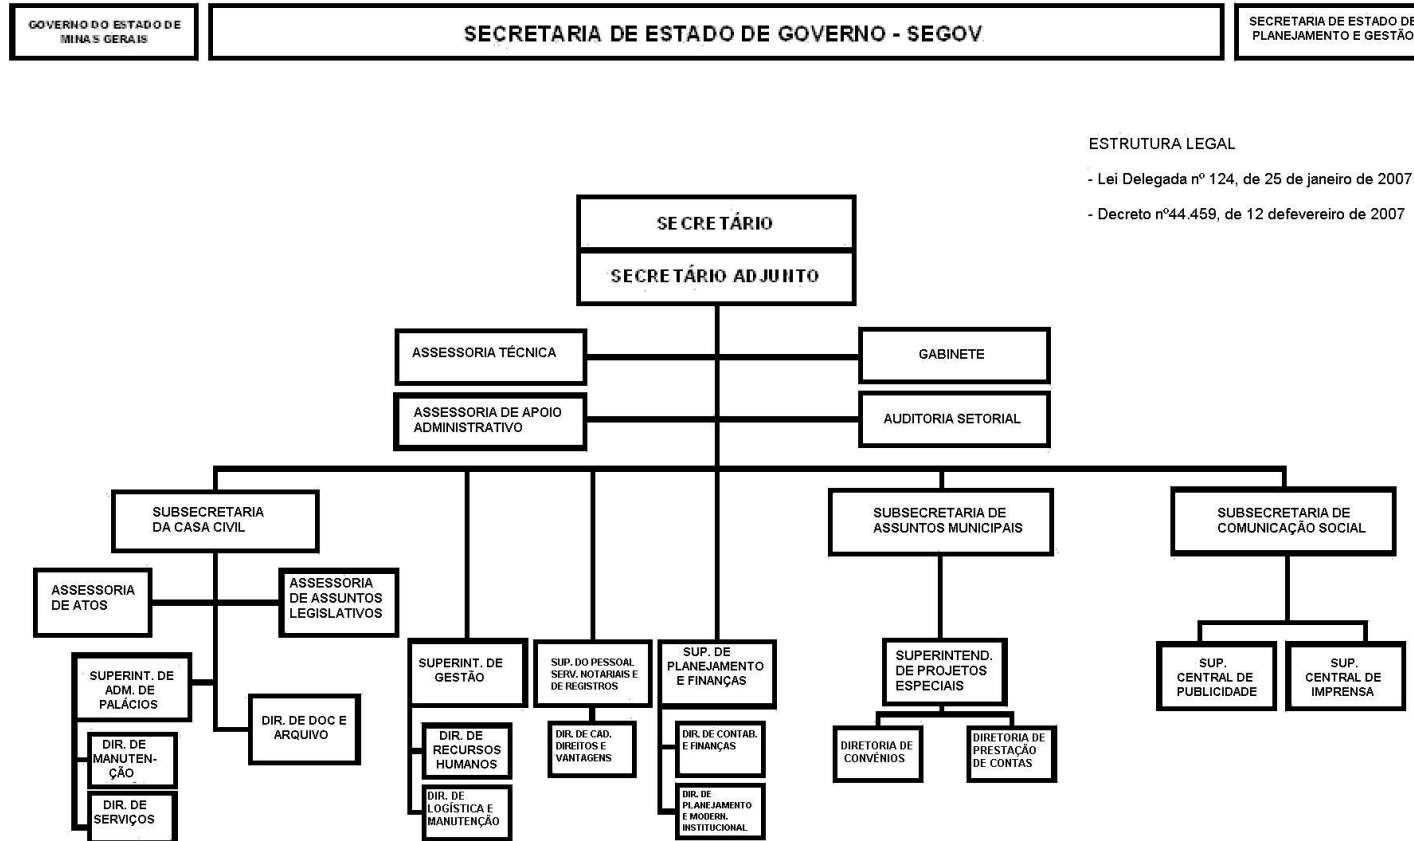 GOVERNO DO ESTADO DE
MINAS GERAIS
SECRETARIA DE ESTADO DE GOVERNO - SEGOV
SECRETARIA DE ESTADO DE
PLANEJAMENTO E GESTÃO
ESTRUTURA LEGAL
- Lei Delegada nº 124, de 25 de janeiro de 2007
- Decreto nº44.459, de 12 defevereiro de 2007
SECRETÁRIO
SECRETÁRIO ADJUNTO
ASSESSORIA TÉCNICA
GABINETE
ASSESSORIA DE APOIO
ADMINISTRATIVO
AUDITORIA SETORIAL
SUBSECRETARIA
DA CASA CIVIL
SUBSECRETARIA DE
ASSUNTOS MUNICIPAIS
SUBSECRETARIA DE
COMUNICAÇÃO SOCIAL
ASSESSORIA
DE ATOS
ASSESSORIA
DE ASSUNTOS
LEGISLATIVOS
SUPERINT. DE
ADM. DE
PALÁCIOS
DIR. DE DOC E
ARQUIVO
DIR. DE
MANUTEN-
ÇÃO
DIR. DE
SERVIÇOS
SUPERINT. DE
GESTÃO
DIR. DE
RECURSOS
HUMANOS
DIR. DE
LOGÍSTICA E
MANUTENÇÃO
SUP. DO PESSOAL
SERV. NOTARIAIS E
DE REGISTROS
DIR. DE CAD.
DIREITOS E
VANTAGENS
SUP. DE
PLANEJAMENTO
E FINANÇAS
DIR. DE CONTAB.
E FINANÇAS
DIR. DE
PLANEJAMENTO
E MODERN.
INSTITUCIONAL
SUPERINTEND.
DE PROJETOS
ESPECIAIS
DIRETORIA DE
CONVÊNIOS
DIRETORIA DE
PRESTAÇÃO
DE CONTAS
SUP.
CENTRAL DE
PUBLICIDADE
SUP.
CENTRAL DE
IMPRENSA